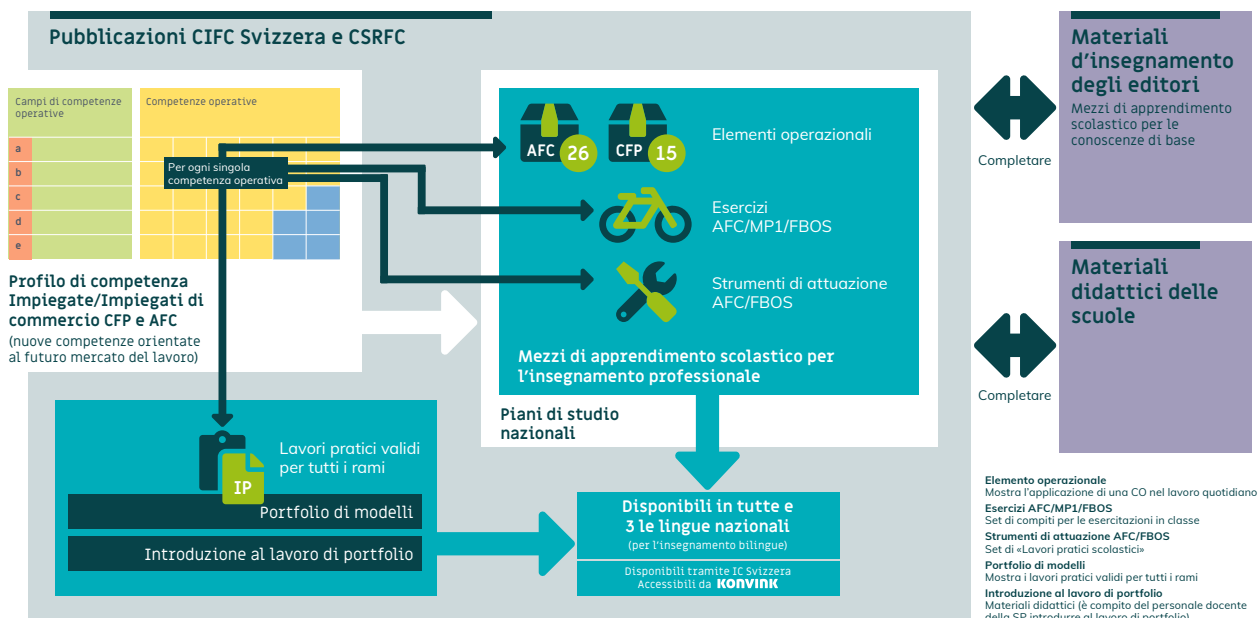 Pubblicazioni CIFC Svizzera e CSRFC
Campi di competenze
operative
Competenze operative
a
b
c
d
e
Per ogni singola
competenza operativa
Profilo di competenza
Impiegate/Impiegati di
commercio CFP e AFC
(nuove competenze orientate
al futuro mercato del lavoro)
AFC 26
CFP 15
Elementi operazionali
Esercizi
AFC/MP1/FBOS
Strumenti di attuazione
AFC/FBOS
Mezzi di apprendimento scolastico per
l'insegnamento professionale
Piani di studio
nazionali
IP
Lavori pratici validi
per tutti i rami
Portfolio di modelli
Introduzione al lavoro di portfolio
Disponibili in tutte e
3 le lingue nazionali
(per l'insegnamento bilingue)
Disponibili tramite IC Svizzera
Accessibili da KONVINK
Completare
Materiali
d'insegnamento
degli editori
Mezzi di apprendimento
scolastico per le
conoscenze di base
Completare
Materiali
didattici delle
scuole
Elemento operazionale
Mostra l'applicazione di una CO nel lavoro quotidiano
Esercizi AFC/MP1/FBOS
Set di compiti per le esercitazioni in classe
Strumenti di attuazione AFC/FBOS
Set di «Lavori pratici scolastici»
Portfolio di modelli
Mostra i lavori pratici validi per tutti i rami
Introduzione al lavoro di portfolio
Materiali didattici (è compito del personale docente
della SP introdurre al lavoro di portfolio)